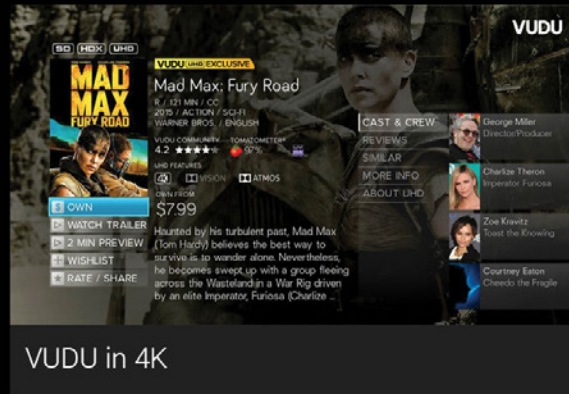 VUDU
SD HDX UHD
VUDU UHD EXCLUSIVE
Mad Max: Fury Road
R / 121 MIN / CC
2015 / ACTION / SCI-FI
WARNER BROS. / ENGLISH
VUDU COMMUNITY TOMATOMETER®
4.2 97% UV
UHD FEATURES
4K VISION ATMOS
OWN FROM
$7.99
Haunted by his turbulent past, Mad Max
(Tom Hardy) believes the best way to
survive is to wander alone. Nevertheless,
he becomes swept up with a group fleeing
across the Wasteland in a War Rig driven
by an elite Imperator, Furiosa (Charlize ...
MAD
MAX
FURY ROAD
OWN
WATCH TRAILER
2 MIN PREVIEW
WISHLIST
RATE / SHARE
CAST & CREW
REVIEWS
SIMILAR
MORE INFO
ABOUT UHD
George Miller
Director/Producer
Charlize Theron
Imperator Furiosa
Zoe Kravitz
Toast the Knowing
Courtney Eaton
Cheedo the Fragile
VUDU in 4K